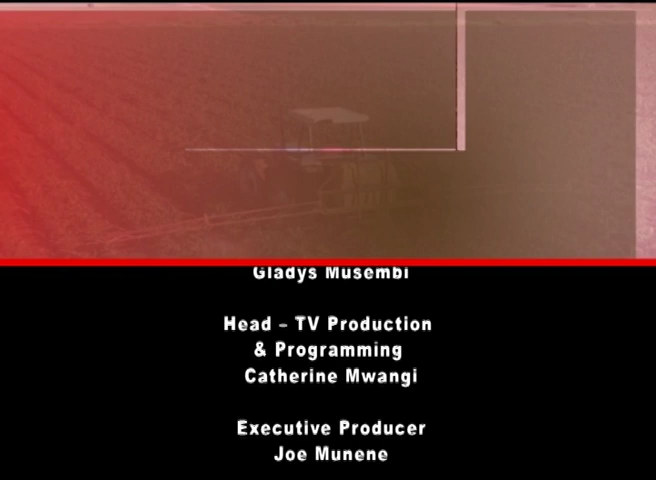 Gladys Musembi
Head – TV Production
& Programming
Catherine Mwangi
Executive Producer
Joe Munene